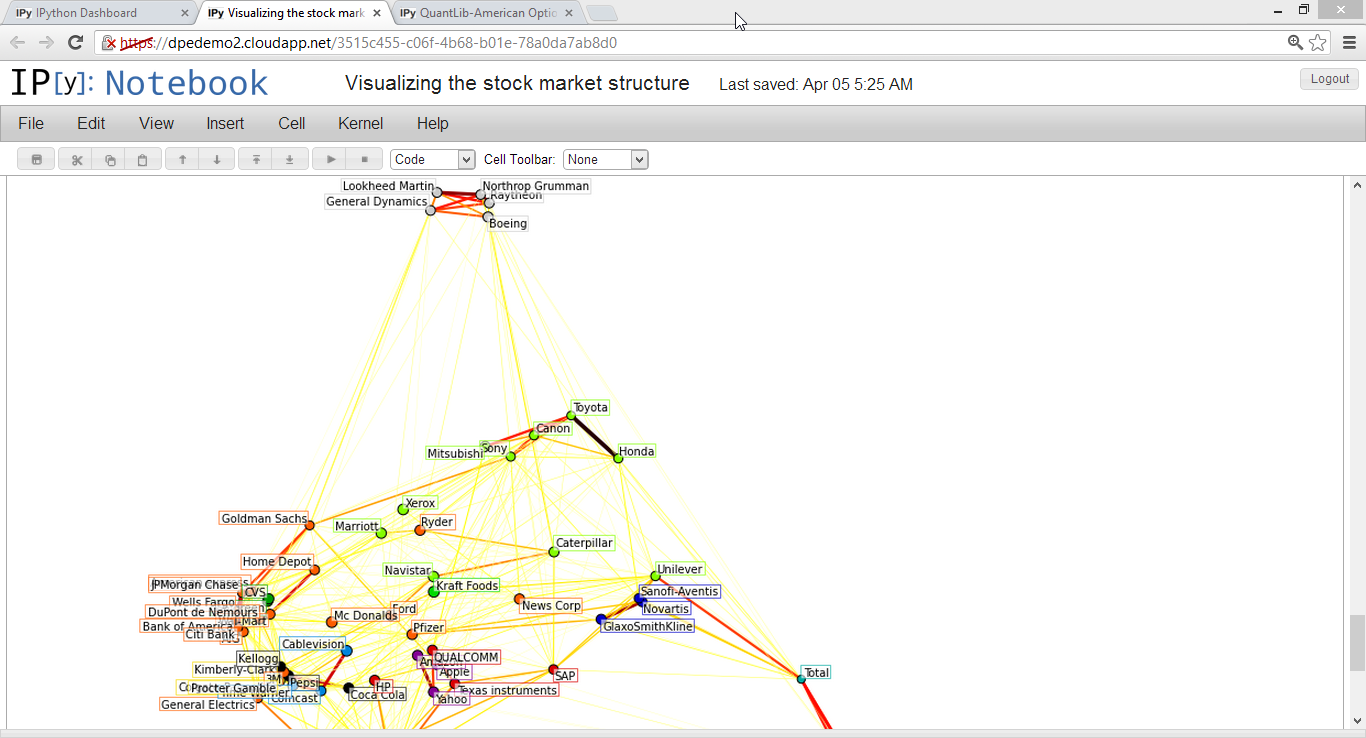 IPy IPython Dashboard
IPy Visualizing the stock mark
IPy QuantLib-American Optio
https://dpedemo2.cloudapp.net/3515c455-c06f-4b68-b01e-78a0da7ab8d0
IP[y]: Notebook
Visualizing the stock market structure
Last saved: Apr 05 5:25 AM
Logout
File Edit View Insert Cell Kernel Help
Code
Cell Toolbar:
None
Lookheed Martin
Northrop Grumman
Raytheon
General Dynamics
Boeing
Toyota
Canon
Sony
Mitsubishi
Honda
Xerox
Goldman Sachs
Ryder
Marriott
Caterpillar
Home Depot
Navistar
Unilever
JPMorgan Chase
Kraft Foods
CVS
Sanofi-Aventis
Wells Fargo
News Corp
Novartis
DuPont de Nemours
Ford
Mc Donalds
Wal-Mart
Bank of America
Pfizer
GlaxoSmithKline
Citi Bank
AIG
Cablevision
Kellogg
QUALCOMM
Amazon
Kimberly-Clark
Apple
Total
3M
Pepsi
SAP
HP
Procter Gamble
Time Warner
Texas instruments
Coca Cola
Comcast
Yahoo
General Electrics